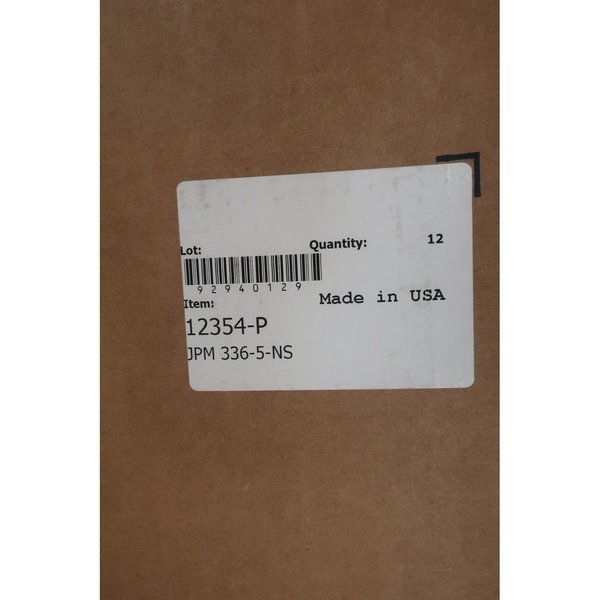 Lot:
Quantity: 12
92940129
Item:
Made in USA
12354-P
JPM 336-5-NS